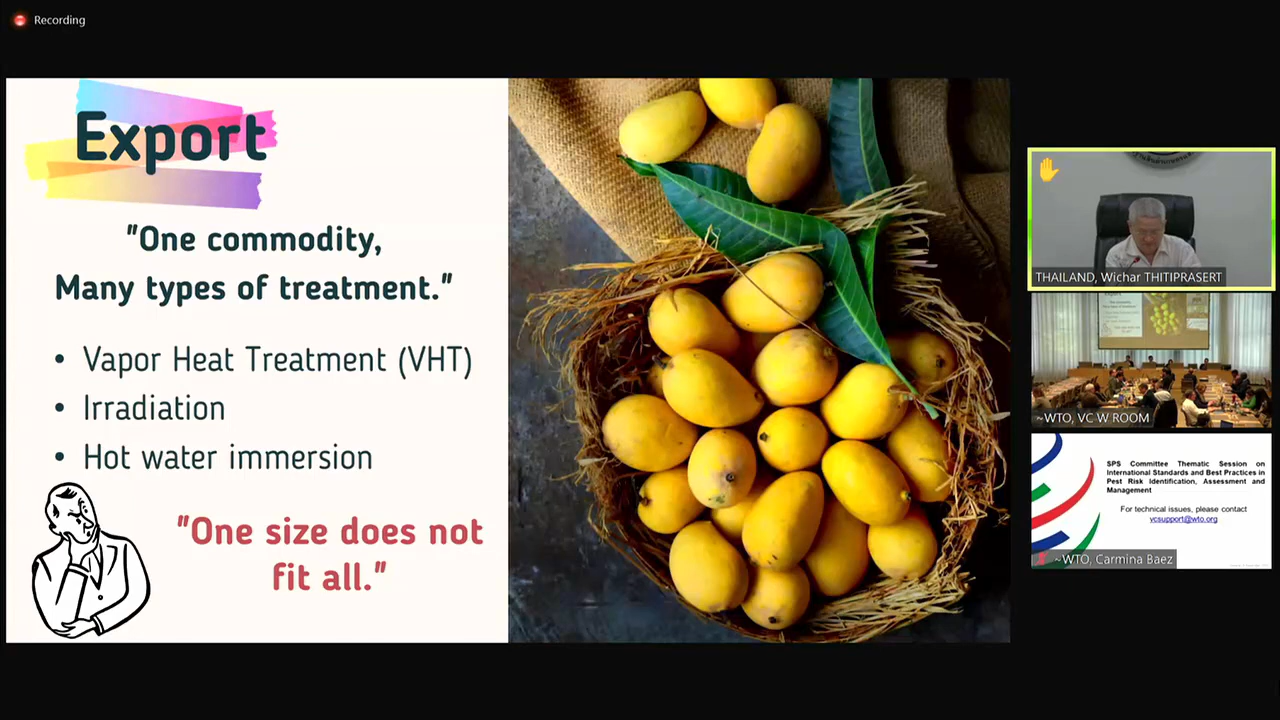 Recording
Export
"One commodity,
Many types of treatment."
• Vapor Heat Treatment (VHT)
• Irradiation
• Hot water immersion
"One size does not
fit all."
THAILAND, Wichar THITIPRASERT
~WTO, VC W ROOM
SPS Committee Thematic Session on
International Standards and Best Practices in
Pest Risk Identification, Assessment and
Management
For technical issues, please contact
vcsupport@wto.org
~WTO, Carmina Baez